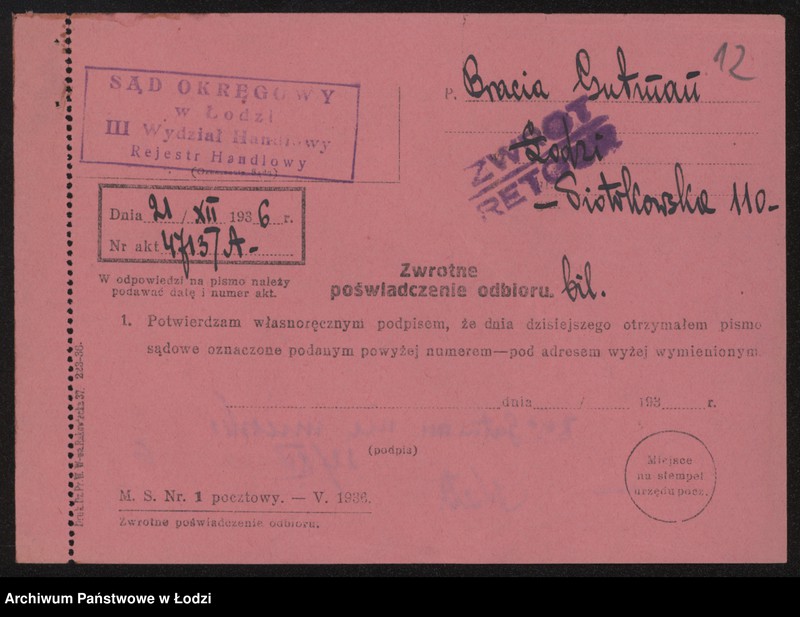 12
SĄD OKRĘGOWY
w Łodzi
III Wydział Handlowy
Rejestr Handlowy
P. Bracia Gutman
ZWROT
RETOUR
Łodzi
Piotrkowska 110-
Dnia 21 / XII 1936 r.
Nr akt 4713/A-
W odpowiedzi na pismo należy
podawać datę i numer akt.
Zwrotne
poświadczenie odbioru. bil.
1. Potwierdzam własnoręcznym podpisem, że dnia dzisiejszego otrzymałem pismo
sądowe oznaczone podanym powyżej numerem—pod adresem wyżej wymienionym
dnia / 193 r.
(podpis)
Miejsce
na stempel
urzędu pocz.
M. S. Nr. 1 pocztowy. — V. 1936.
Zwrotne poświadczenie odbioru.
Archiwum Państwowe w Łodzi